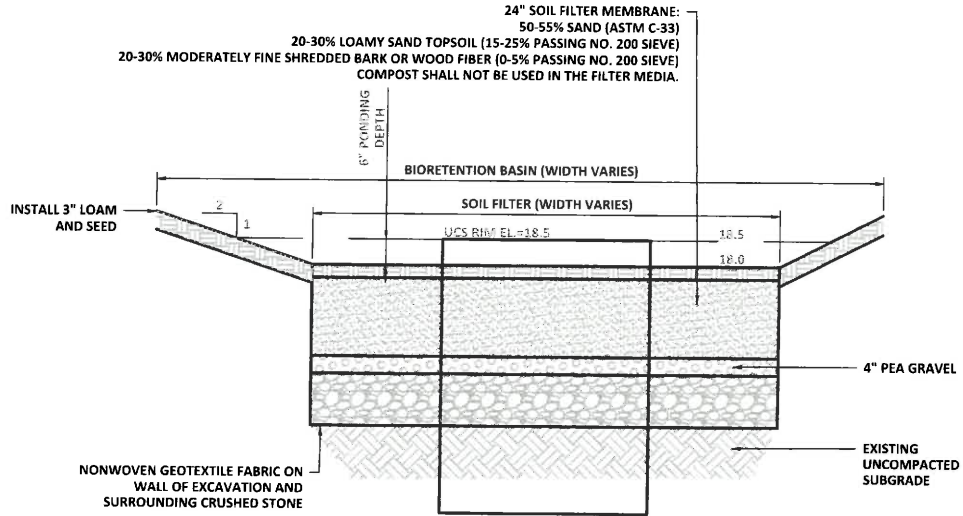 24" SOIL FILTER MEMBRANE:
50-55% SAND (ASTM C-33)
20-30% LOAMY SAND TOPSOIL (15-25% PASSING NO. 200 SIEVE)
20-30% MODERATELY FINE SHREDDED BARK OR WOOD FIBER (0-5% PASSING NO. 200 SIEVE)
COMPOST SHALL NOT BE USED IN THE FILTER MEDIA.
6" PONDING
DEPTH
BIORETENTION BASIN (WIDTH VARIES)
INSTALL 3" LOAM
AND SEED
2
1
SOIL FILTER (WIDTH VARIES)
UCS RIM EL.=18.5
18.5
18.0
4" PEA GRAVEL
NONWOVEN GEOTEXTILE FABRIC ON
WALL OF EXCAVATION AND
SURROUNDING CRUSHED STONE
EXISTING
UNCOMPACTED
SUBGRADE